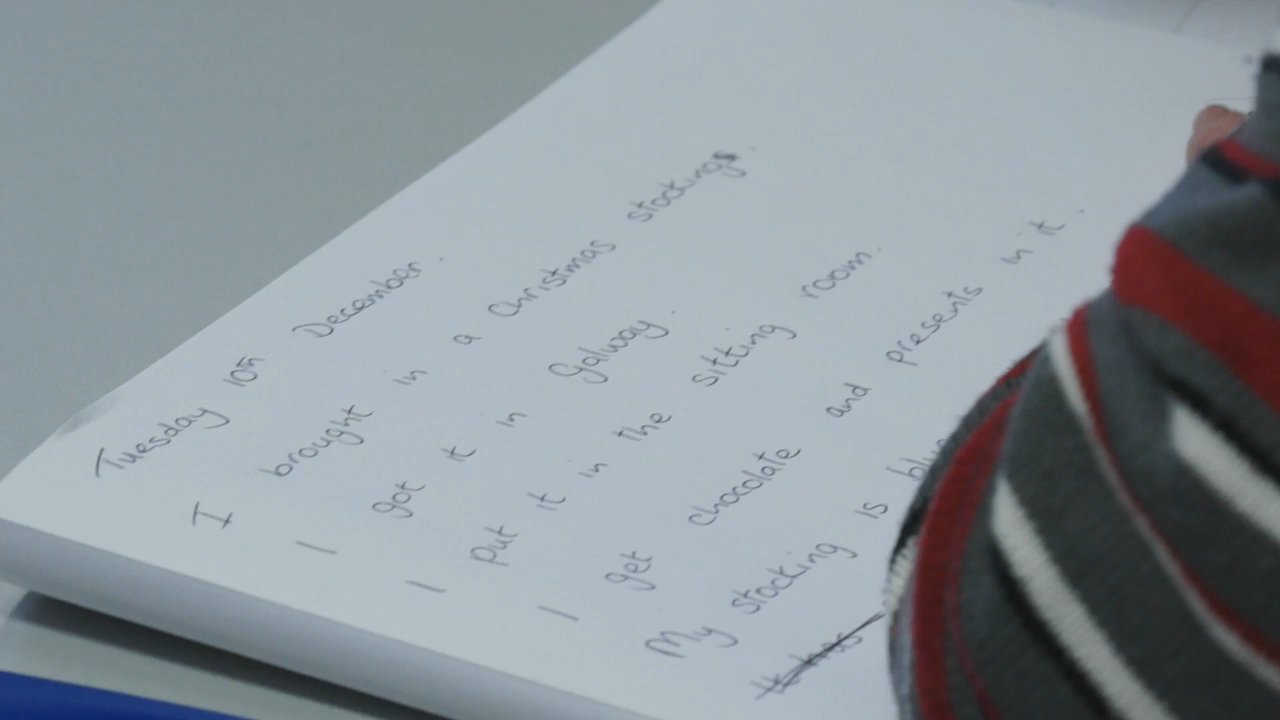 Tuesday 10th December.
I brought in a Christmas stockings.
I got it in Galway.
I put it in the sitting room.
I get chocolate and presents in it.
My stocking is